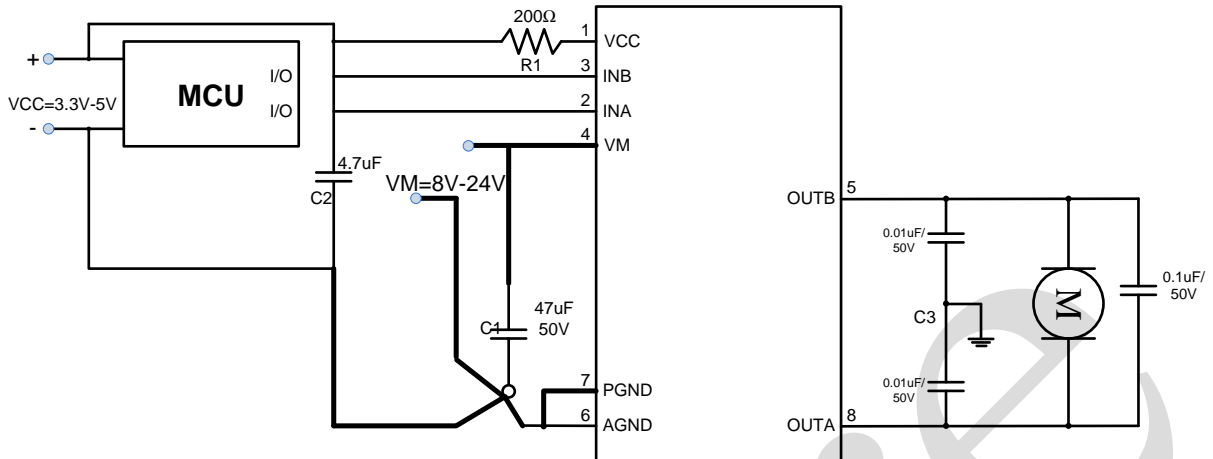 200Ω
R1
1
VCC
+
MCU
I/O
3
INB
VCC=3.3V-5V
I/O
2
INA
-
4
VM
4.7uF
C2
VM=8V-24V
OUTB
5
0.01uF/
50V
0.1uF/
50V
M
C3
47uF
50V
C1
7
PGND
0.01uF/
50V
6
AGND
OUTA
8